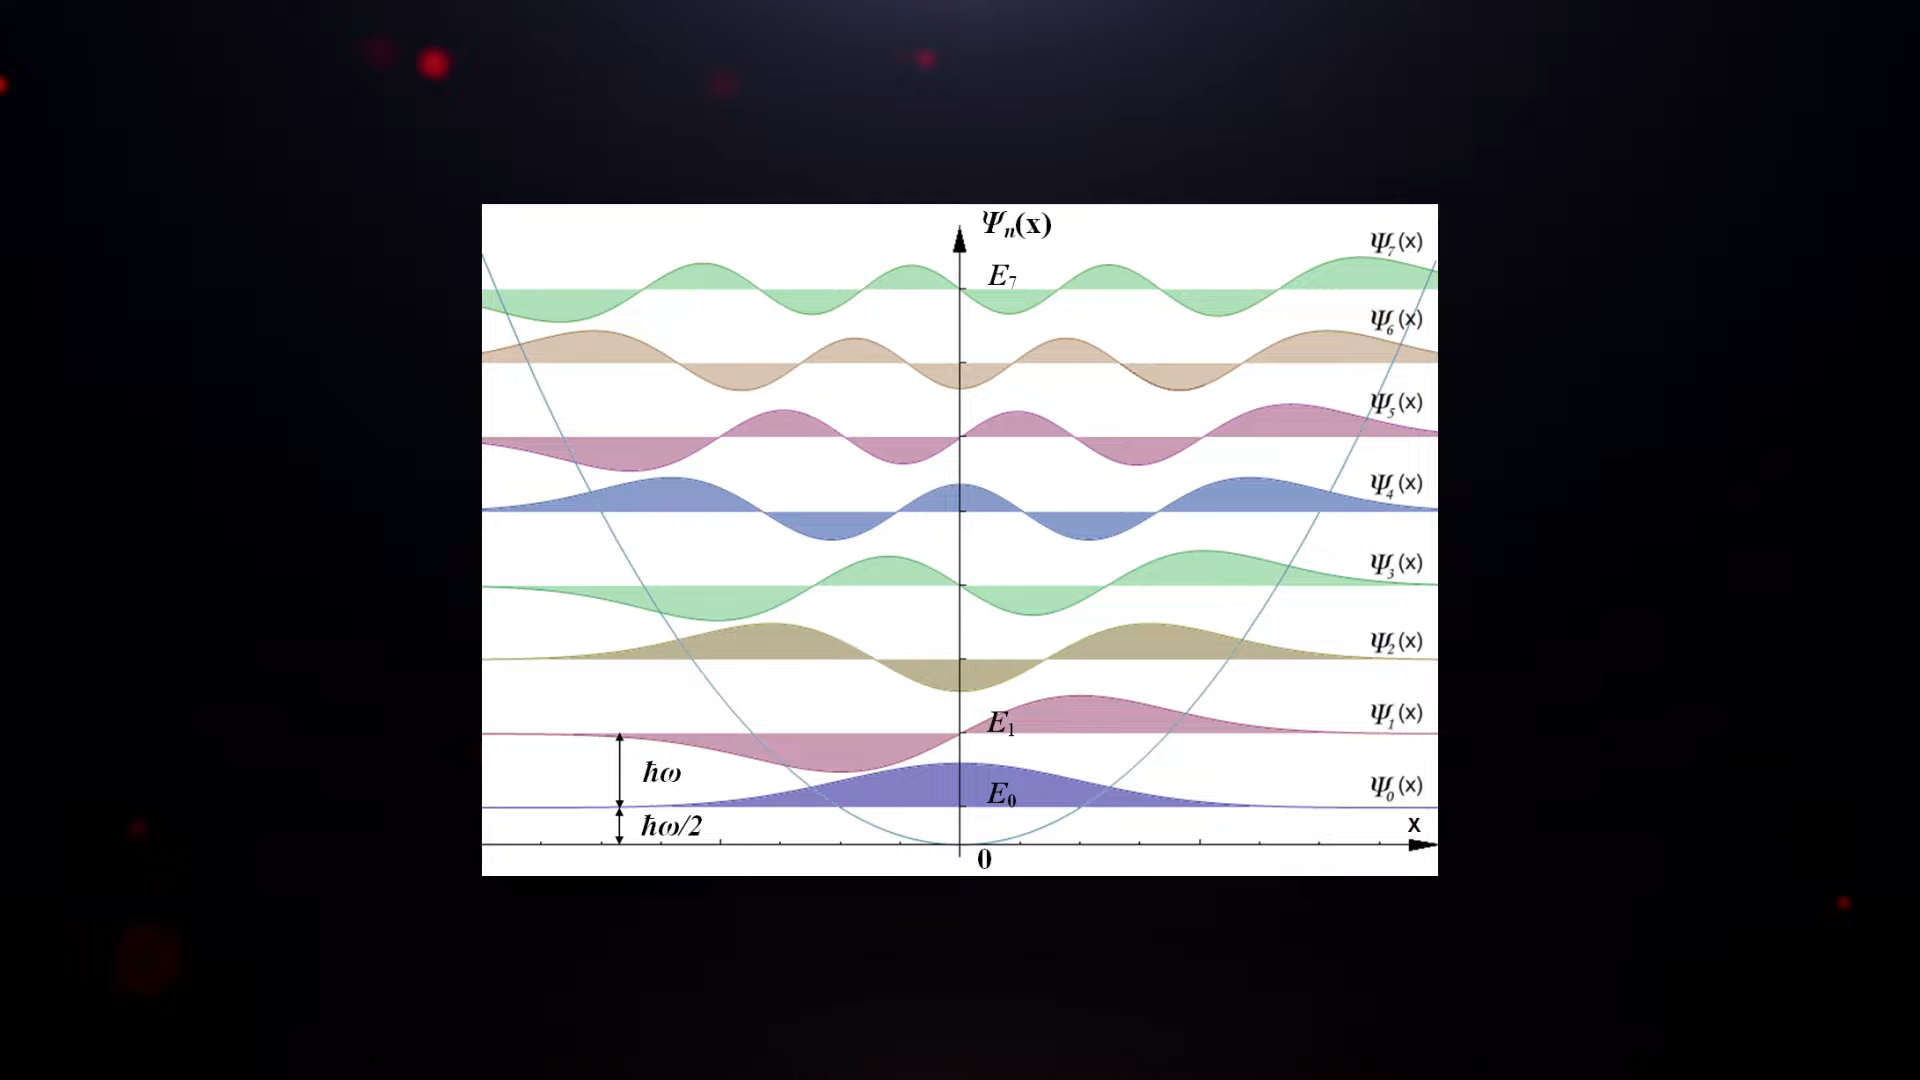 Ψn(x)
Ψ7(x)
E7
Ψ6(x)
Ψ5(x)
Ψ4(x)
Ψ3(x)
Ψ2(x)
Ψ1(x)
E1
ħω
Ψ0(x)
E0
ħω/2
x
0